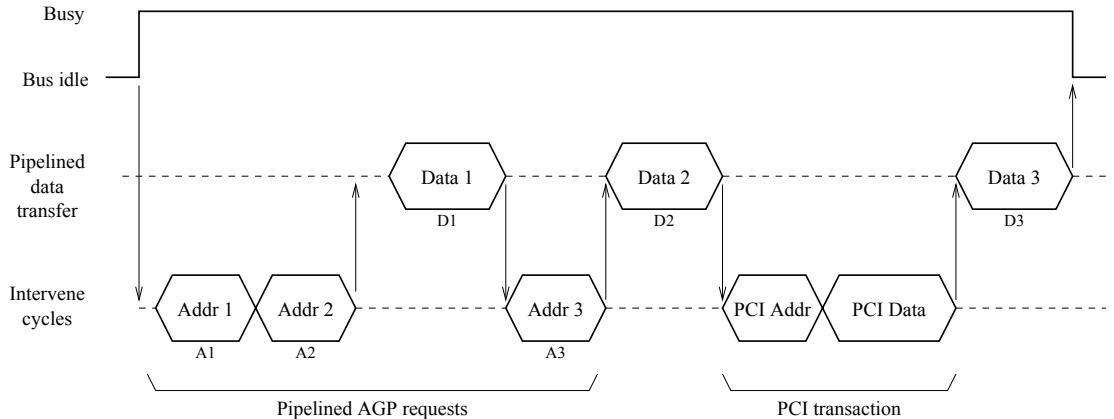 Busy
Bus idle
Pipelined
data
transfer
Data 1
Data 2
Data 3
D1
D2
D3
Intervene
cycles
Addr 1
Addr 2
Addr 3
PCI Addr
PCI Data
A1
A2
A3
Pipelined AGP requests
PCI transaction